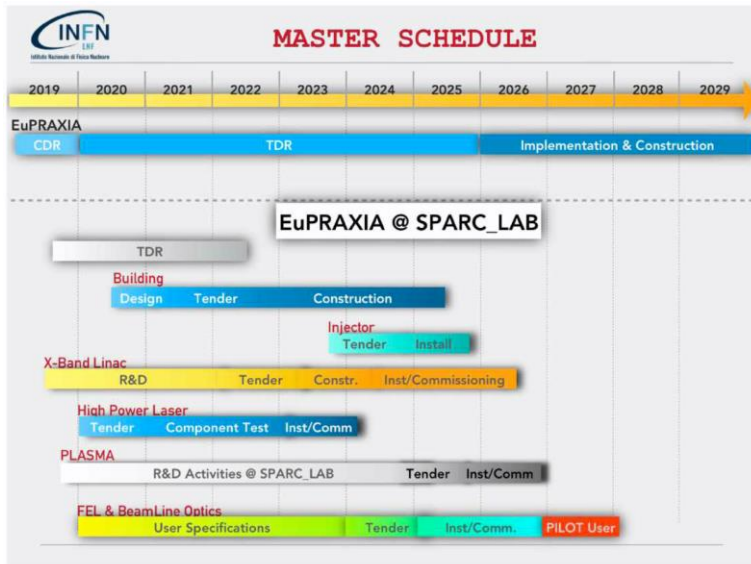 INFN
LNF
Istituto Nazionale di Fisica Nucleare
MASTER SCHEDULE
2019 2020 2021 2022 2023 2024 2025 2026 2027 2028 2029
EuPRAXIA
CDR TDR Implementation & Construction
EuPRAXIA @ SPARC_LAB
TDR
Building
Design Tender Construction
Injector
Tender Install
X-Band Linac
R&D Tender Constr. Inst/Commissioning
High Power Laser
Tender Component Test Inst/Comm
PLASMA
R&D Activities @ SPARC_LAB Tender Inst/Comm
FEL & BeamLine Optics
User Specifications Tender Inst/Comm. PILOT User